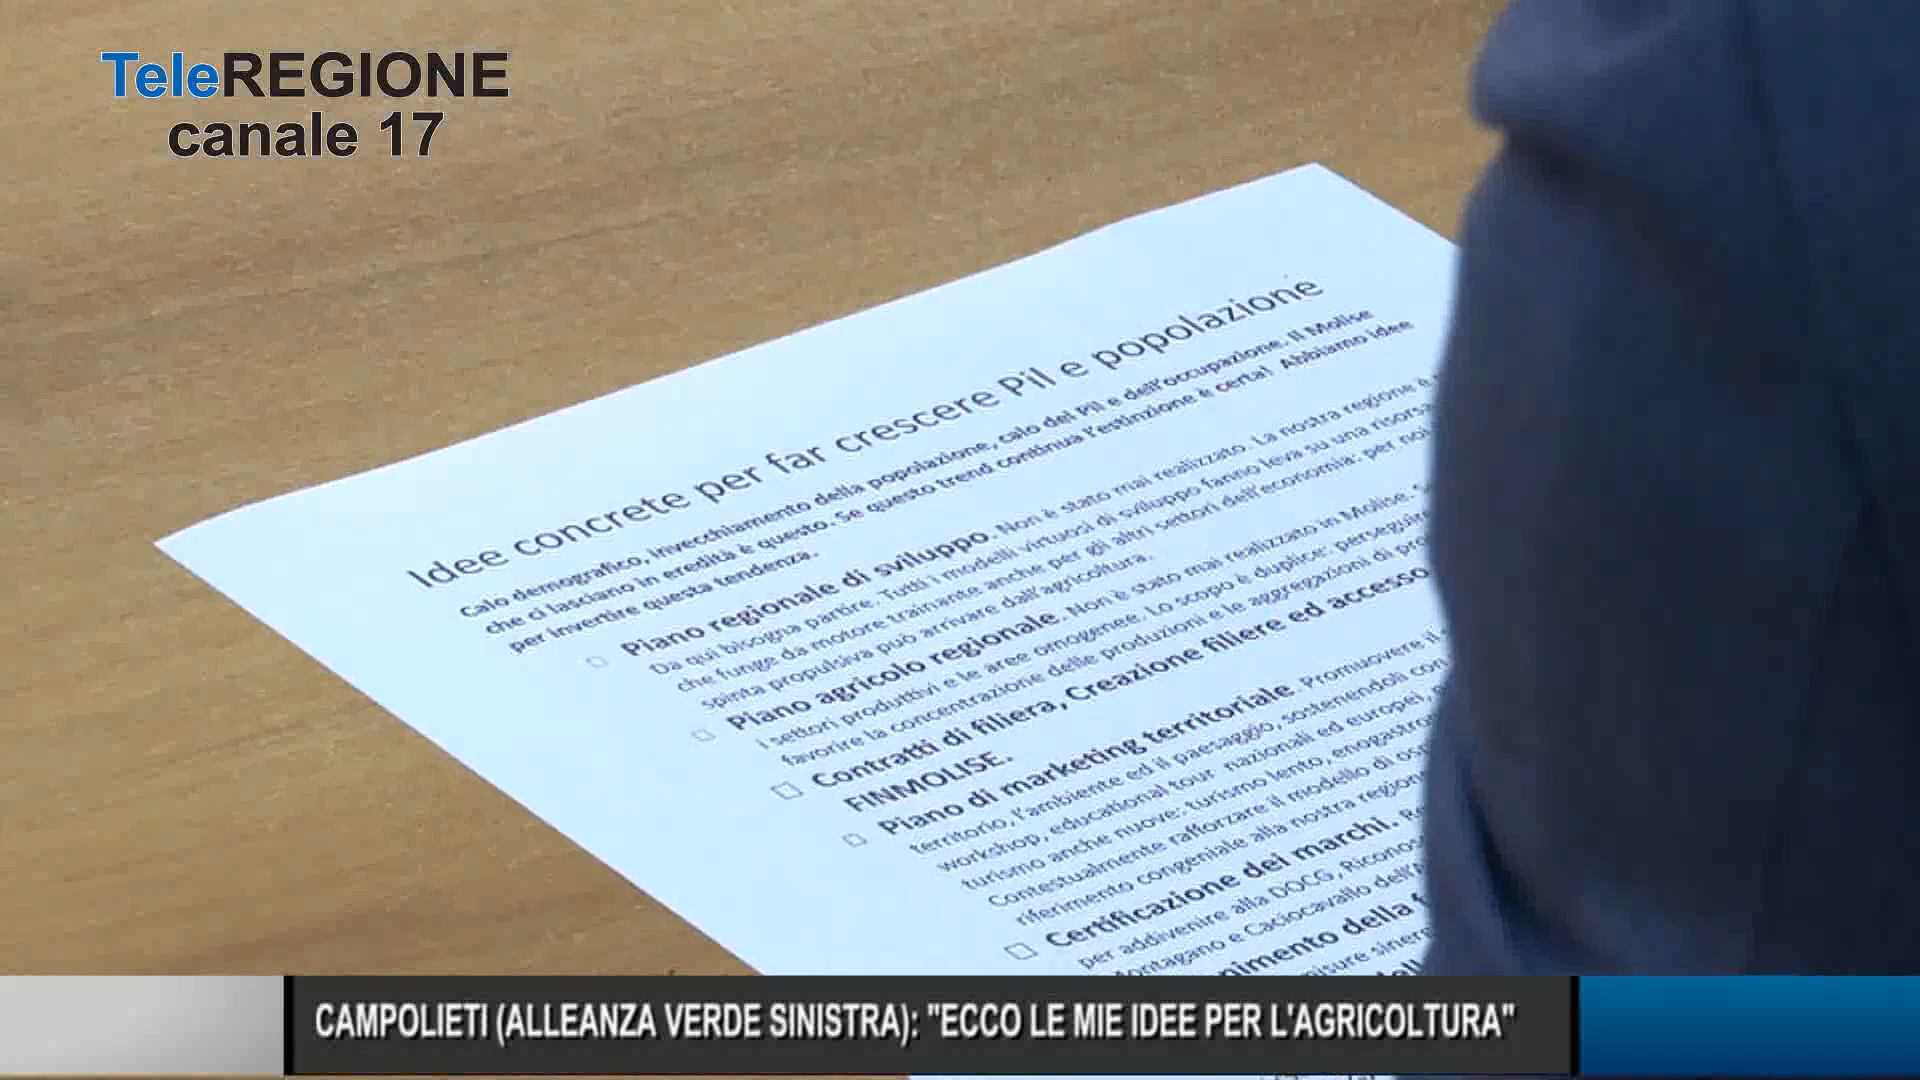 TeleREGIONE
canale 17
Idee concrete per far crescere Pil e popolazione
Calo demografico, invecchiamento della popolazione, calo del Pil e dell'occupazione. Il Molise
che ci lasciano in eredità è questo. Se questo trend continua l'estinzione è certa! Abbiamo idee
per invertire questa tendenza.
Piano regionale di sviluppo. Non è stato mai realizzato. La nostra regione è
Da qui bisogna partire. Tutti i modelli virtuosi di sviluppo fanno leva su una risorsa
che funge da motore trainante anche per gli altri settori dell'economia: per noi
spinta propulsiva può arrivare dall'agricoltura.
Piano agricolo regionale. Non è stato mai realizzato in Molise.
i settori produttivi e le aree omogenee. Lo scopo è duplice: perseguire
favorire la concentrazione delle produzioni e le aggregazioni di
Contratti di filiera, Creazione filiere ed accesso
FINMOLISE.
Piano di marketing territoriale. Promuovere il
territorio, l'ambiente ed il paesaggio, sostenendoli con
workshop, educational tour nazionali ed europei,
turismo anche nuove: turismo lento,
Contestualmente rafforzare il modello di
riferimento congeniale alla nostra
Certificazione dei marchi.
per addivenire alla DOCG,
Montagano e Caciocavallo
della
misure
CAMPOLIETI (ALLEANZA VERDE SINISTRA): "ECCO LE MIE IDEE PER L'AGRICOLTURA"